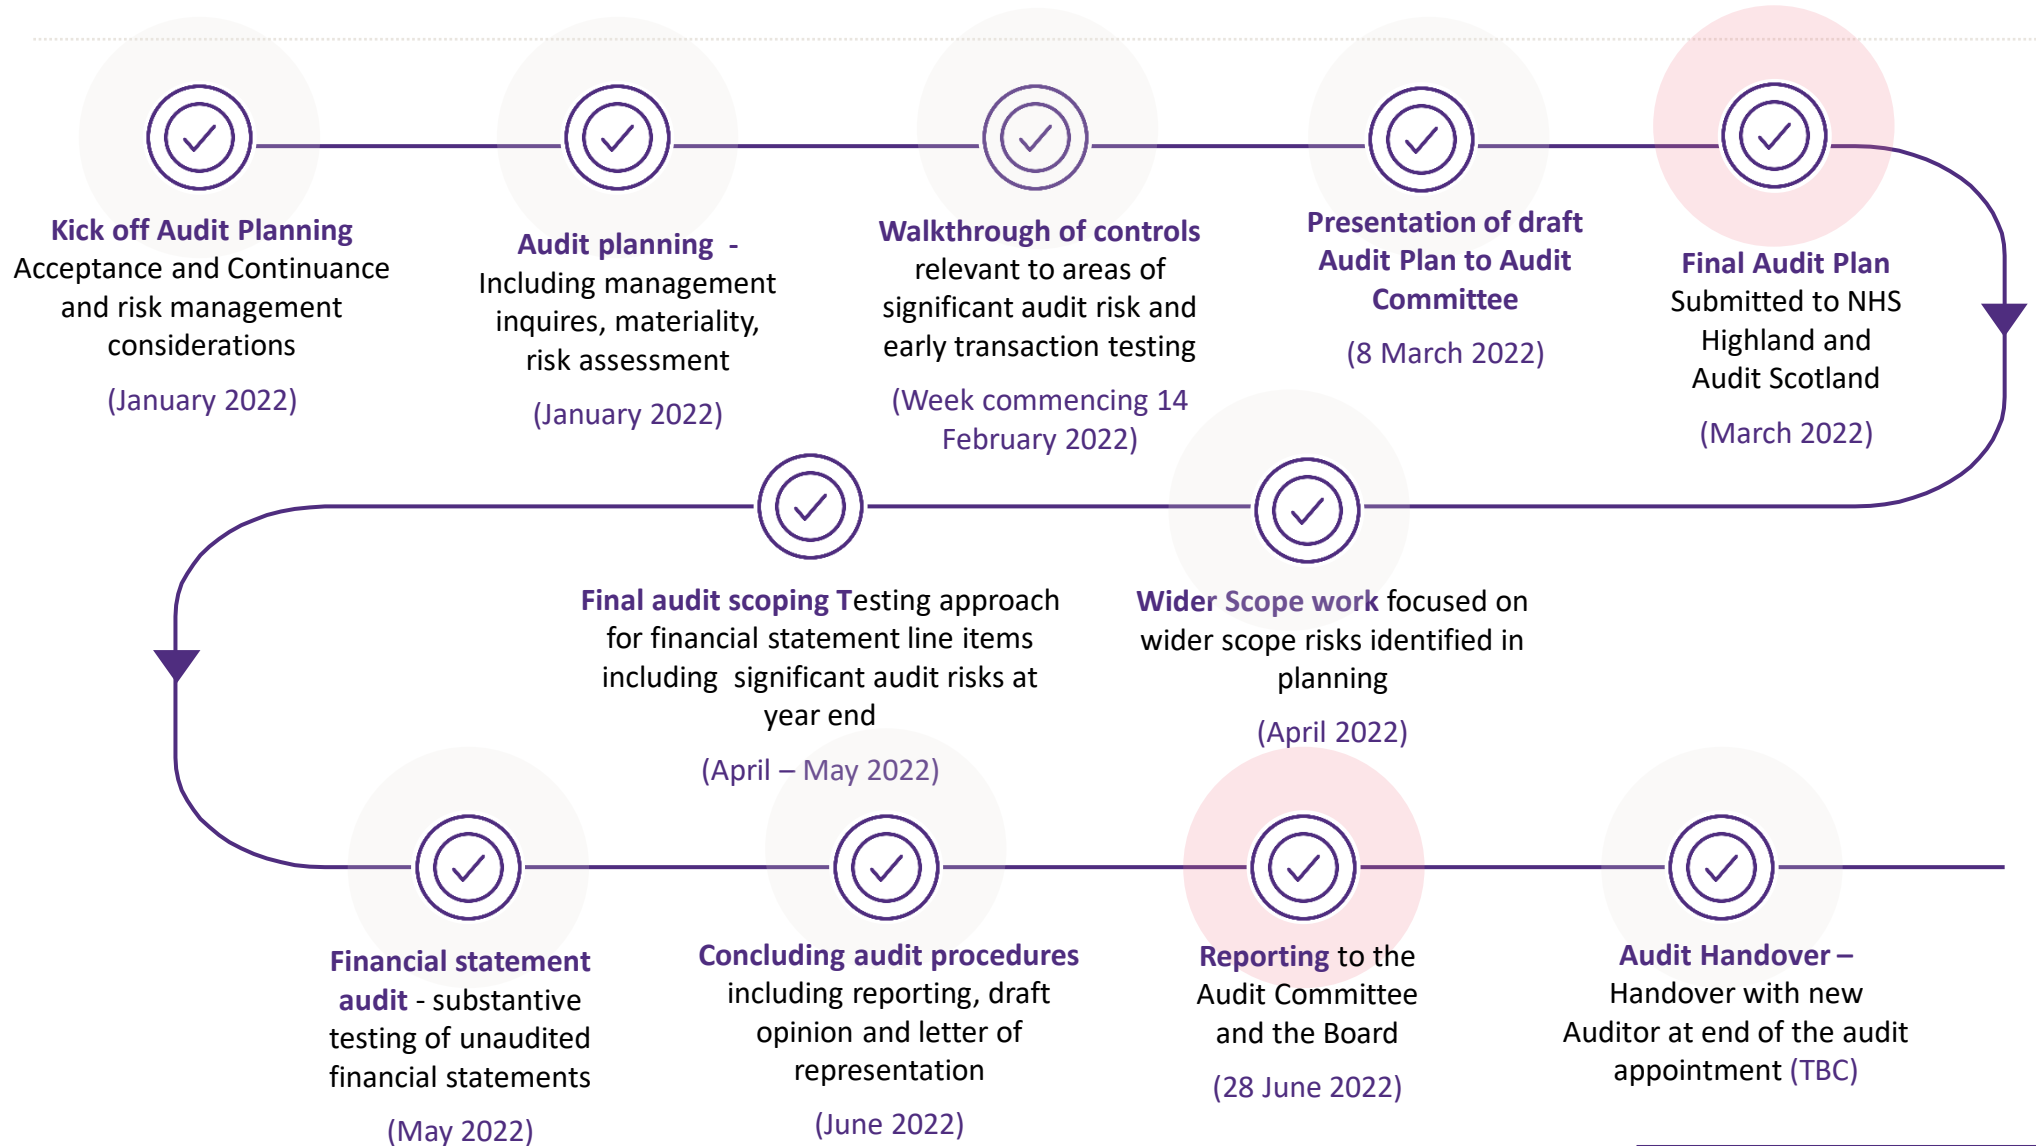 Kick off Audit Planning
Acceptance and Continuance
and risk management
considerations
(January 2022)
Audit planning -
Including management
inquires, materiality,
risk assessment
(January 2022)
Walkthrough of controls
relevant to areas of
significant audit risk and
early transaction testing
(Week commencing 14
February 2022)
Presentation of draft
Audit Plan to Audit
Committee
(8 March 2022)
Final Audit Plan
Submitted to NHS
Highland and
Audit Scotland
(March 2022)
Wider Scope work focused on
wider scope risks identified in
planning
(April 2022)
Final audit scoping Testing approach
for financial statement line items
including significant audit risks at
year end
(April – May 2022)
Financial statement
audit - substantive
testing of unaudited
financial statements
(May 2022)
Concluding audit procedures
including reporting, draft
opinion and letter of
representation
(June 2022)
Reporting to the
Audit Committee
and the Board
(28 June 2022)
Audit Handover –
Handover with new
Auditor at end of the audit
appointment (TBC)